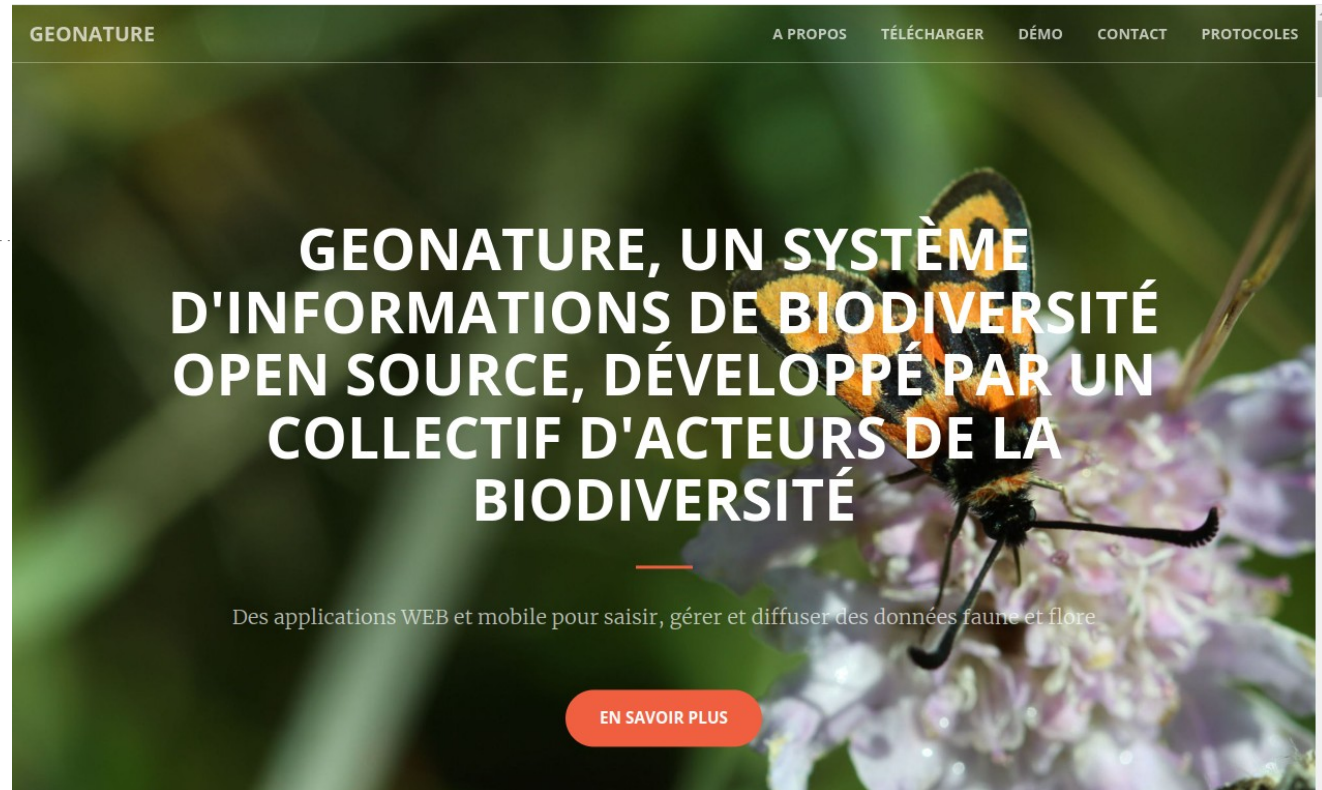 GEONATURE
A PROPOS TÉLÉCHARGER DÉMO CONTACT PROTOCOLES
GEONATURE, UN SYSTÈME
D'INFORMATIONS DE BIODIVERSITÉ
OPEN SOURCE, DÉVELOPPÉ PAR UN
COLLECTIF D'ACTEURS DE LA
BIODIVERSITÉ
Des applications WEB et mobile pour saisir, gérer et diffuser des données faune et flore
EN SAVOIR PLUS